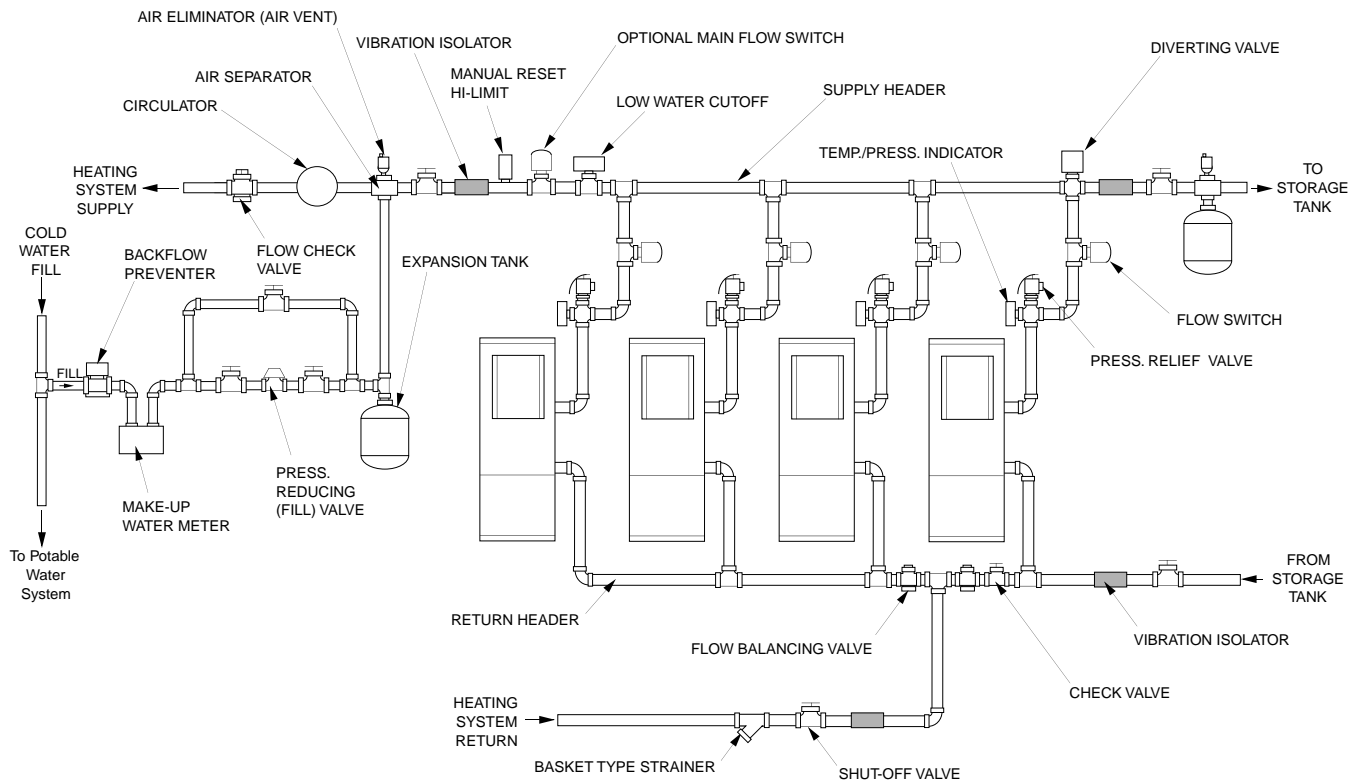 AIR ELIMINATOR (AIR VENT)
VIBRATION ISOLATOR
OPTIONAL MAIN FLOW SWITCH
DIVERTING VALVE
AIR SEPARATOR
MANUAL RESET
HI-LIMIT
LOW WATER CUTOFF
SUPPLY HEADER
CIRCULATOR
TEMP./PRESS. INDICATOR
HEATING
SYSTEM
SUPPLY
TO
STORAGE
TANK
COLD
WATER
FILL
BACKFLOW
PREVENTER
FLOW CHECK
VALVE
EXPANSION TANK
FLOW SWITCH
PRESS. RELIEF VALVE
FILL
PRESS.
REDUCING
(FILL) VALVE
MAKE-UP
WATER METER
To Potable
Water
System
FROM
STORAGE
TANK
RETURN HEADER
FLOW BALANCING VALVE
VIBRATION ISOLATOR
CHECK VALVE
HEATING
SYSTEM
RETURN
BASKET TYPE STRAINER
SHUT-OFF VALVE